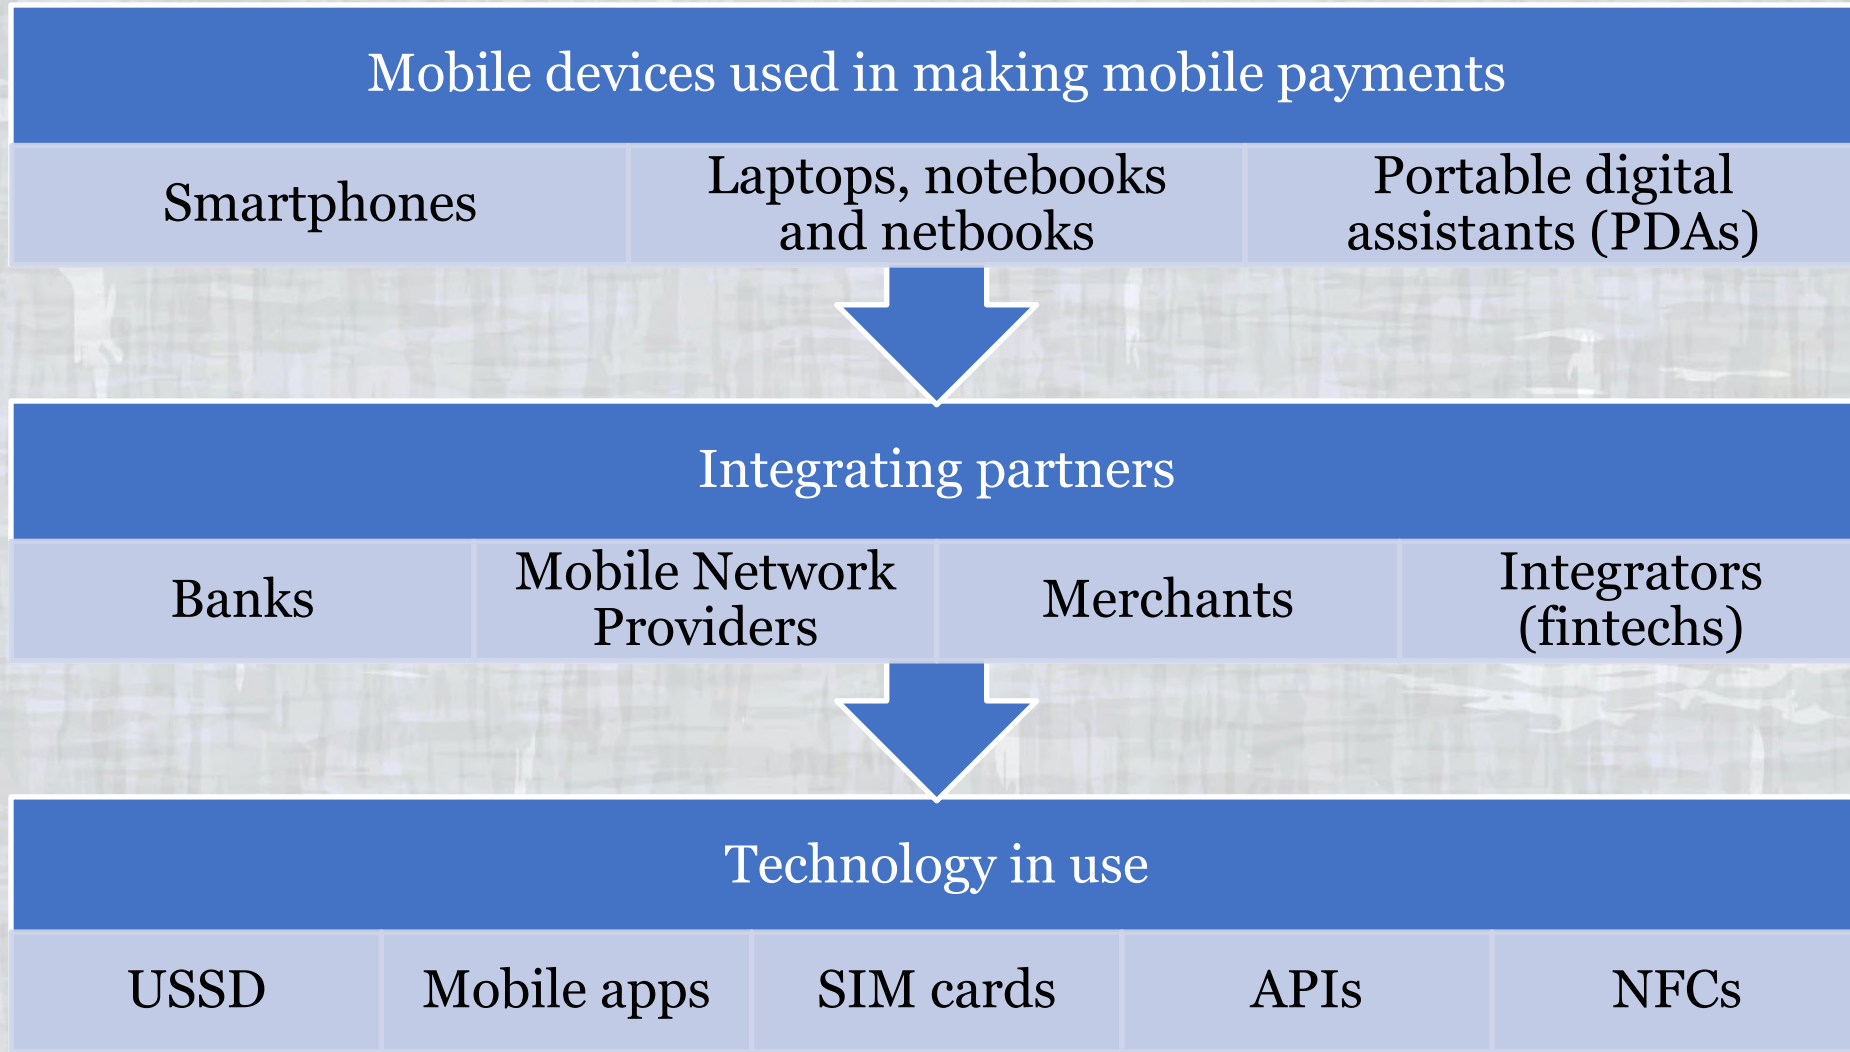 Mobile devices used in making mobile payments
Smartphones
Laptops, notebooks
and netbooks
Portable digital
assistants (PDAs)
Integrating partners
Banks
Mobile Network
Providers
Merchants
Integrators
(fintechs)
Technology in use
USSD
Mobile apps
SIM cards
APIs
NFCs